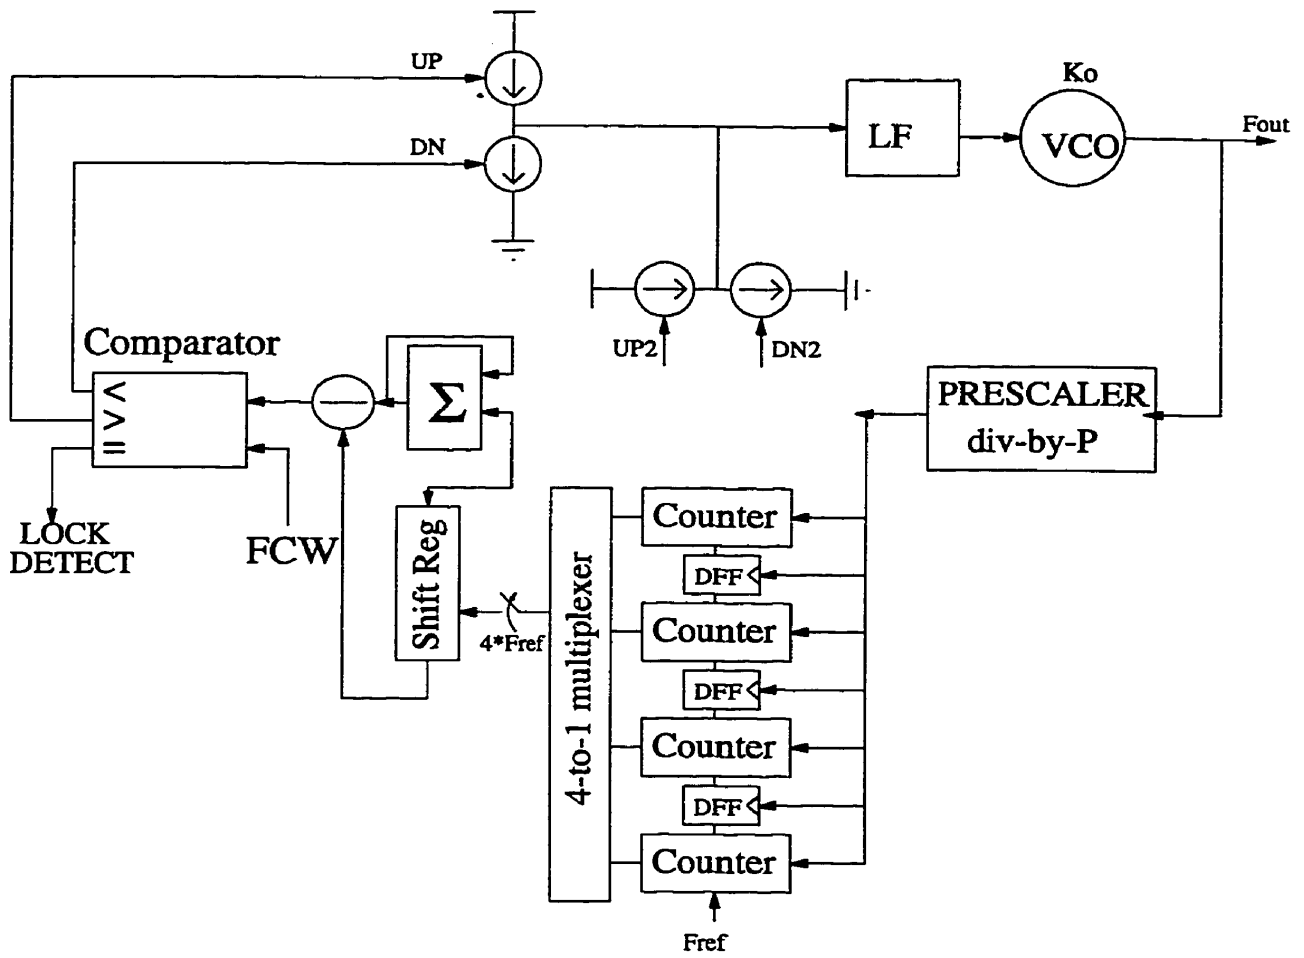 UP
Ko
LF
VCO
Fout
DN
UP2
DN2
Comparator
<
>
=
Σ
PRESCALER
div-by-P
LOCK
DETECT
FCW
Shift Reg
4*Fref
4-to-1 multiplexer
Counter
DFF
Counter
DFF
Counter
DFF
Counter
Fref